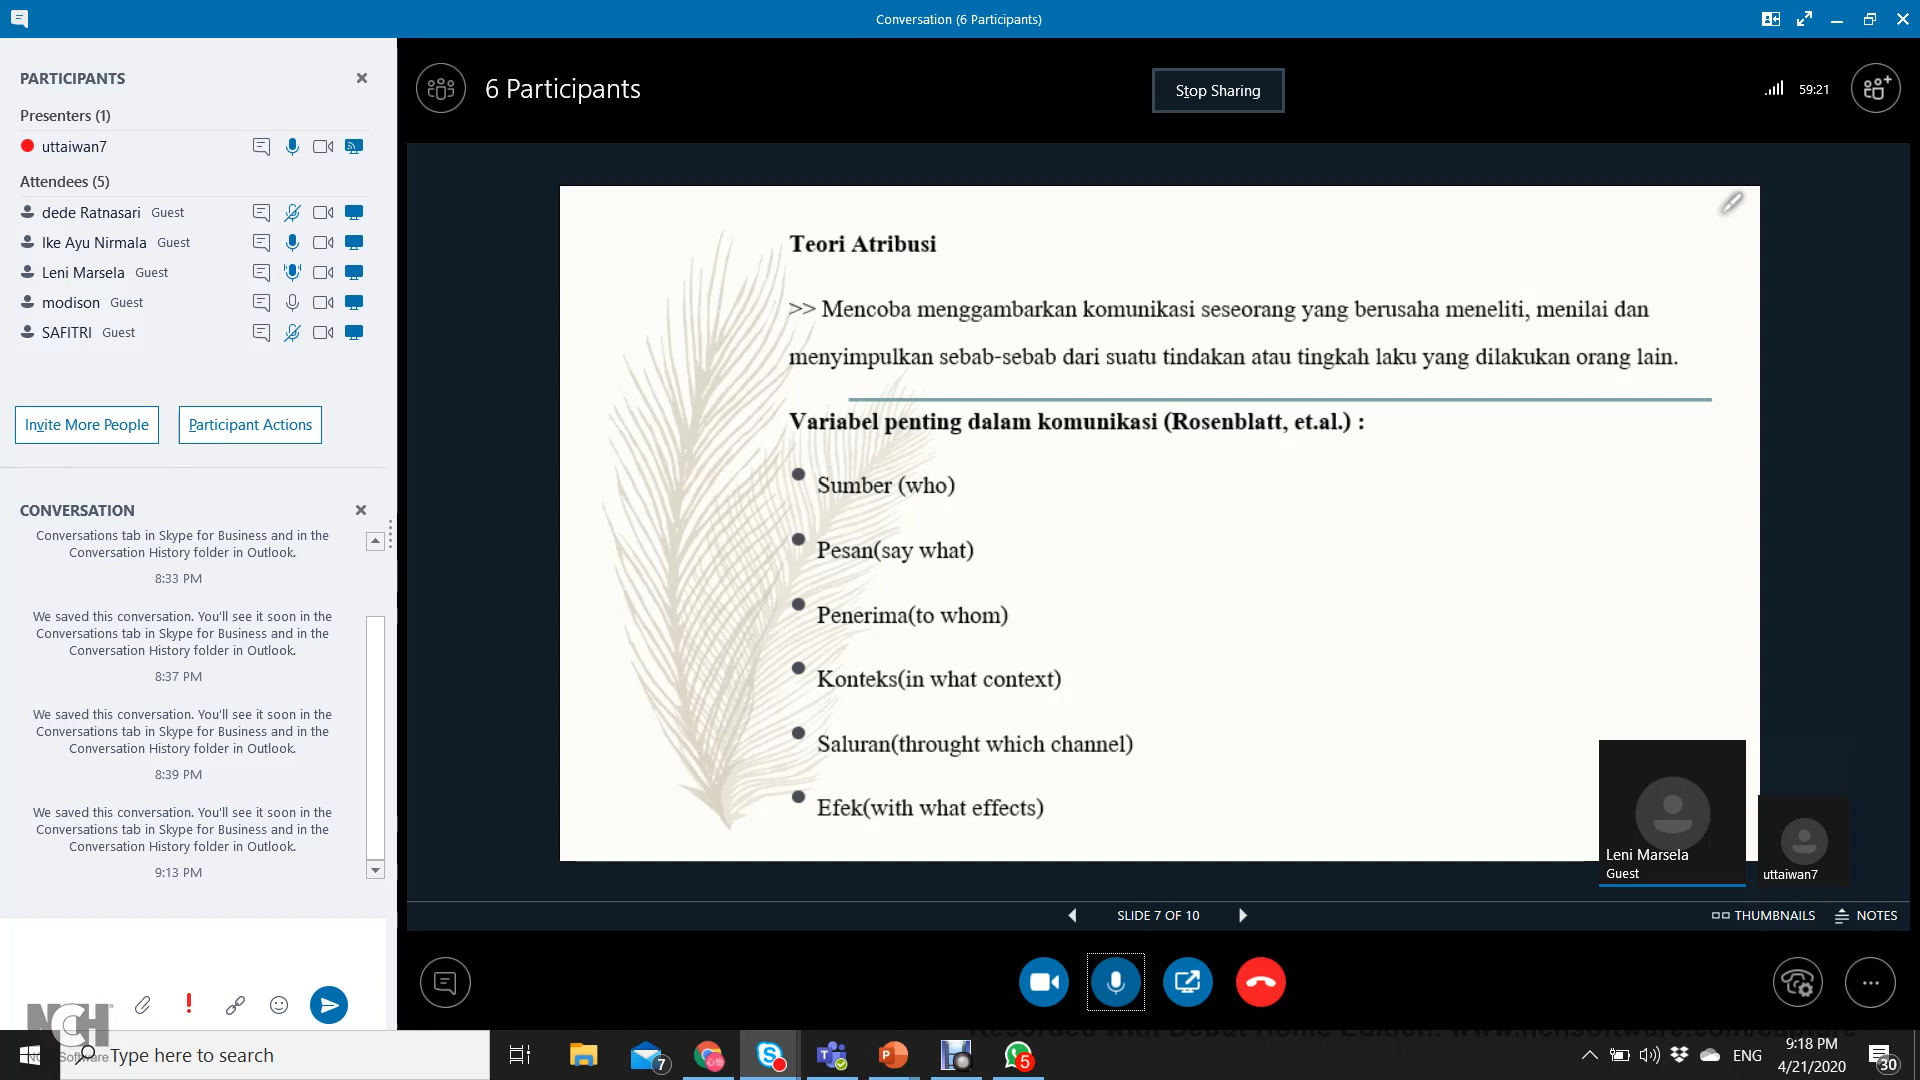 Conversation (6 Participants)
PARTICIPANTS
Presenters (1)
uttaiwan7
Attendees (5)
dede Ratnasari Guest
Ike Ayu Nirmala Guest
Leni Marsela Guest
modison Guest
SAFITRI Guest
Invite More People
Participant Actions
CONVERSATION
Conversations tab in Skype for Business and in the
Conversation History folder in Outlook.
8:33 PM
We saved this conversation. You'll see it soon in the
Conversations tab in Skype for Business and in the
Conversation History folder in Outlook.
8:37 PM
We saved this conversation. You'll see it soon in the
Conversations tab in Skype for Business and in the
Conversation History folder in Outlook.
8:39 PM
We saved this conversation. You'll see it soon in the
Conversations tab in Skype for Business and in the
Conversation History folder in Outlook.
9:13 PM
6 Participants
Stop Sharing
59:21
Teori Atribusi
>> Mencoba menggambarkan komunikasi seseorang yang berusaha meneliti, menilai dan
menyimpulkan sebab-sebab dari suatu tindakan atau tingkah laku yang dilakukan orang lain.
Variabel penting dalam komunikasi (Rosenblatt, et.al.) :
Sumber (who)
Pesan(say what)
Penerima(to whom)
Konteks(in what context)
Saluran(throught which channel)
Efek(with what effects)
Leni Marsela
Guest
uttaiwan7
SLIDE 7 OF 10
THUMBNAILS
NOTES
NCH
Software
Type here to search
7
5
ENG
9:18 PM
4/21/2020
30